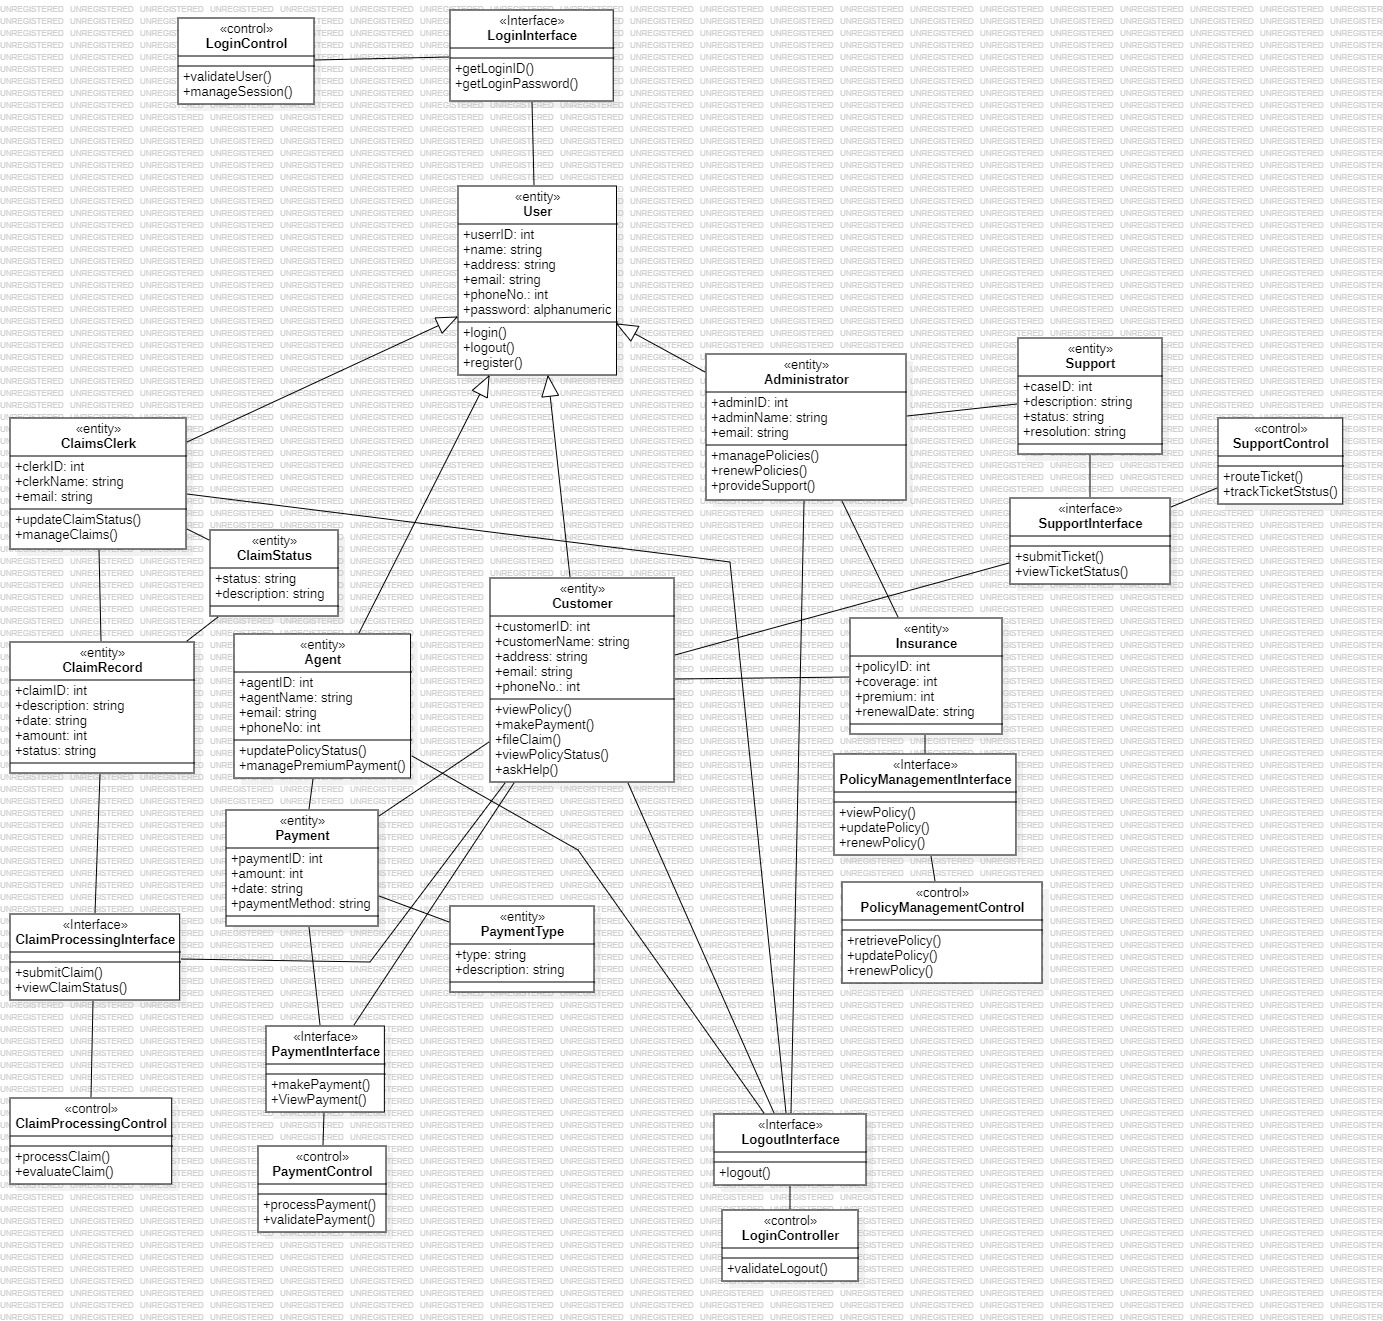 «control»
LoginControl
+validateUser()
+manageSession()
«Interface»
LoginInterface
+getLoginID()
+getLoginPassword()
«entity»
User
+userrID: int
+name: string
+address: string
+email: string
+phoneNo.: int
+password: alphanumeric
+login()
+logout()
+register()
«entity»
Administrator
+adminID: int
+adminName: string
+email: string
+managePolicies()
+renewPolicies()
+provideSupport()
«entity»
Support
+caseID: int
+description: string
+status: string
+resolution: string
«control»
SupportControl
+routeTicket()
+trackTicketStstus()
«interface»
SupportInterface
+submitTicket()
+viewTicketStatus()
«entity»
ClaimsClerk
+clerkID: int
+clerkName: string
+email: string
+updateClaimStatus()
+manageClaims()
«entity»
ClaimStatus
+status: string
+description: string
«entity»
ClaimRecord
+claimID: int
+description: string
+date: string
+amount: int
+status: string
«entity»
Agent
+agentID: int
+agentName: string
+email: string
+phoneNo: int
+updatePolicyStatus()
+managePremiumPayment()
«entity»
Customer
+customerID: int
+customerName: string
+address: string
+email: string
+phoneNo.: int
+viewPolicy()
+makePayment()
+fileClaim()
+viewPolicyStatus()
+askHelp()
«entity»
Insurance
+policyID: int
+coverage: int
+premium: int
+renewalDate: string
«Interface»
PolicyManagementInterface
+viewPolicy()
+updatePolicy()
+renewPolicy()
«control»
PolicyManagementControl
+retrievePolicy()
+updatePolicy()
+renewPolicy()
«entity»
Payment
+paymentID: int
+amount: int
+date: string
+paymentMethod: string
«entity»
PaymentType
+type: string
+description: string
«Interface»
ClaimProcessingInterface
+submitClaim()
+viewClaimStatus()
«Interface»
PaymentInterface
+makePayment()
+ViewPayment()
«control»
ClaimProcessingControl
+processClaim()
+evaluateClaim()
«control»
PaymentControl
+processPayment()
+validatePayment()
«Interface»
LogoutInterface
+logout()
«control»
LoginController
+validateLogout()
UNREGISTERED